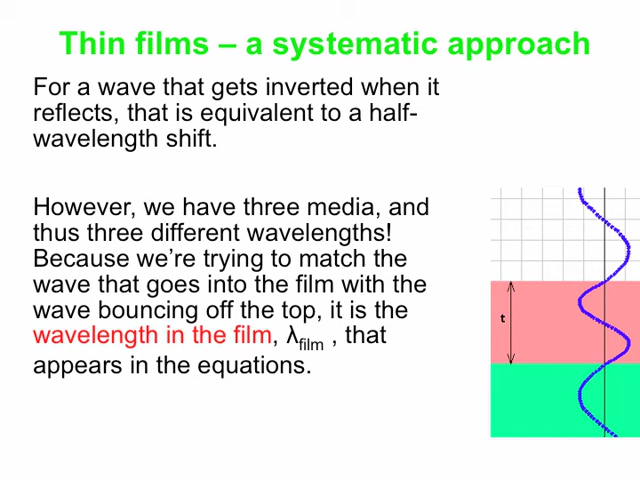 Thin films – a systematic approach
For a wave that gets inverted when it
reflects, that is equivalent to a half-
wavelength shift.
However, we have three media, and
thus three different wavelengths!
Because we’re trying to match the
wave that goes into the film with the
wave bouncing off the top, it is the
wavelength in the film, λfilm , that
appears in the equations.
t